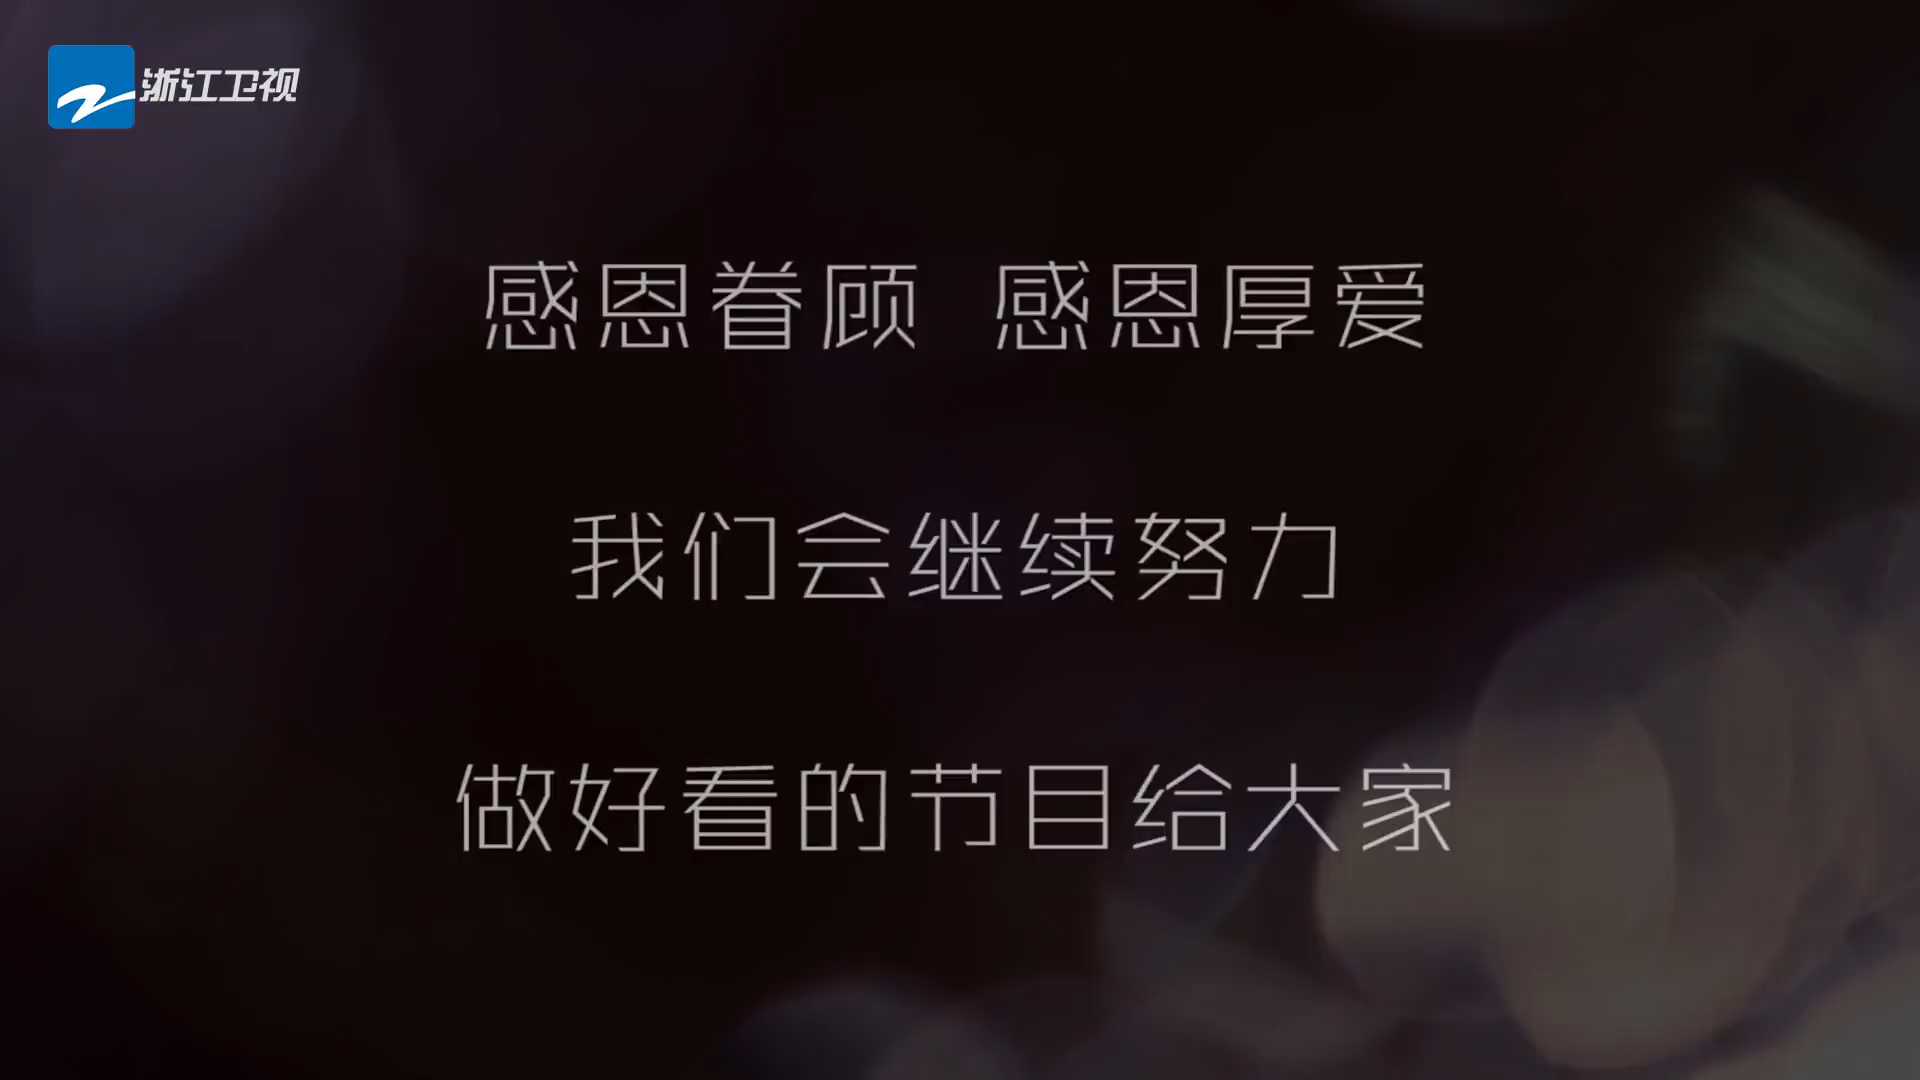 浙江卫视
感恩眷顾 感恩厚爱
我们会继续努力
做好看的节目给大家